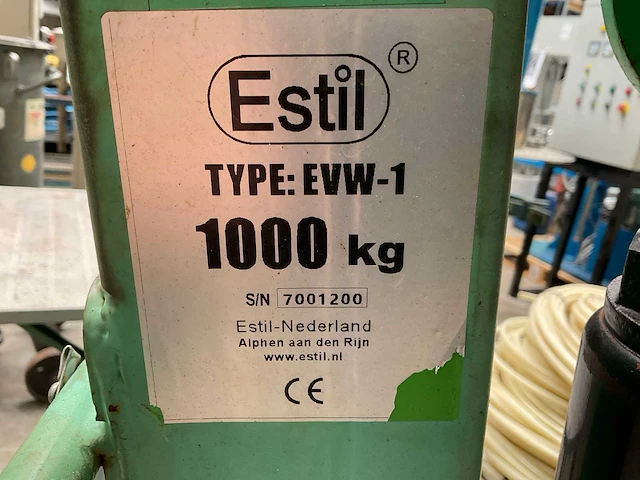 Estil ®
TYPE: EVW-1
1000 kg
S/N 7001200
Estil-Nederland
Alphen aan den Rijn
www.estil.nl
CE